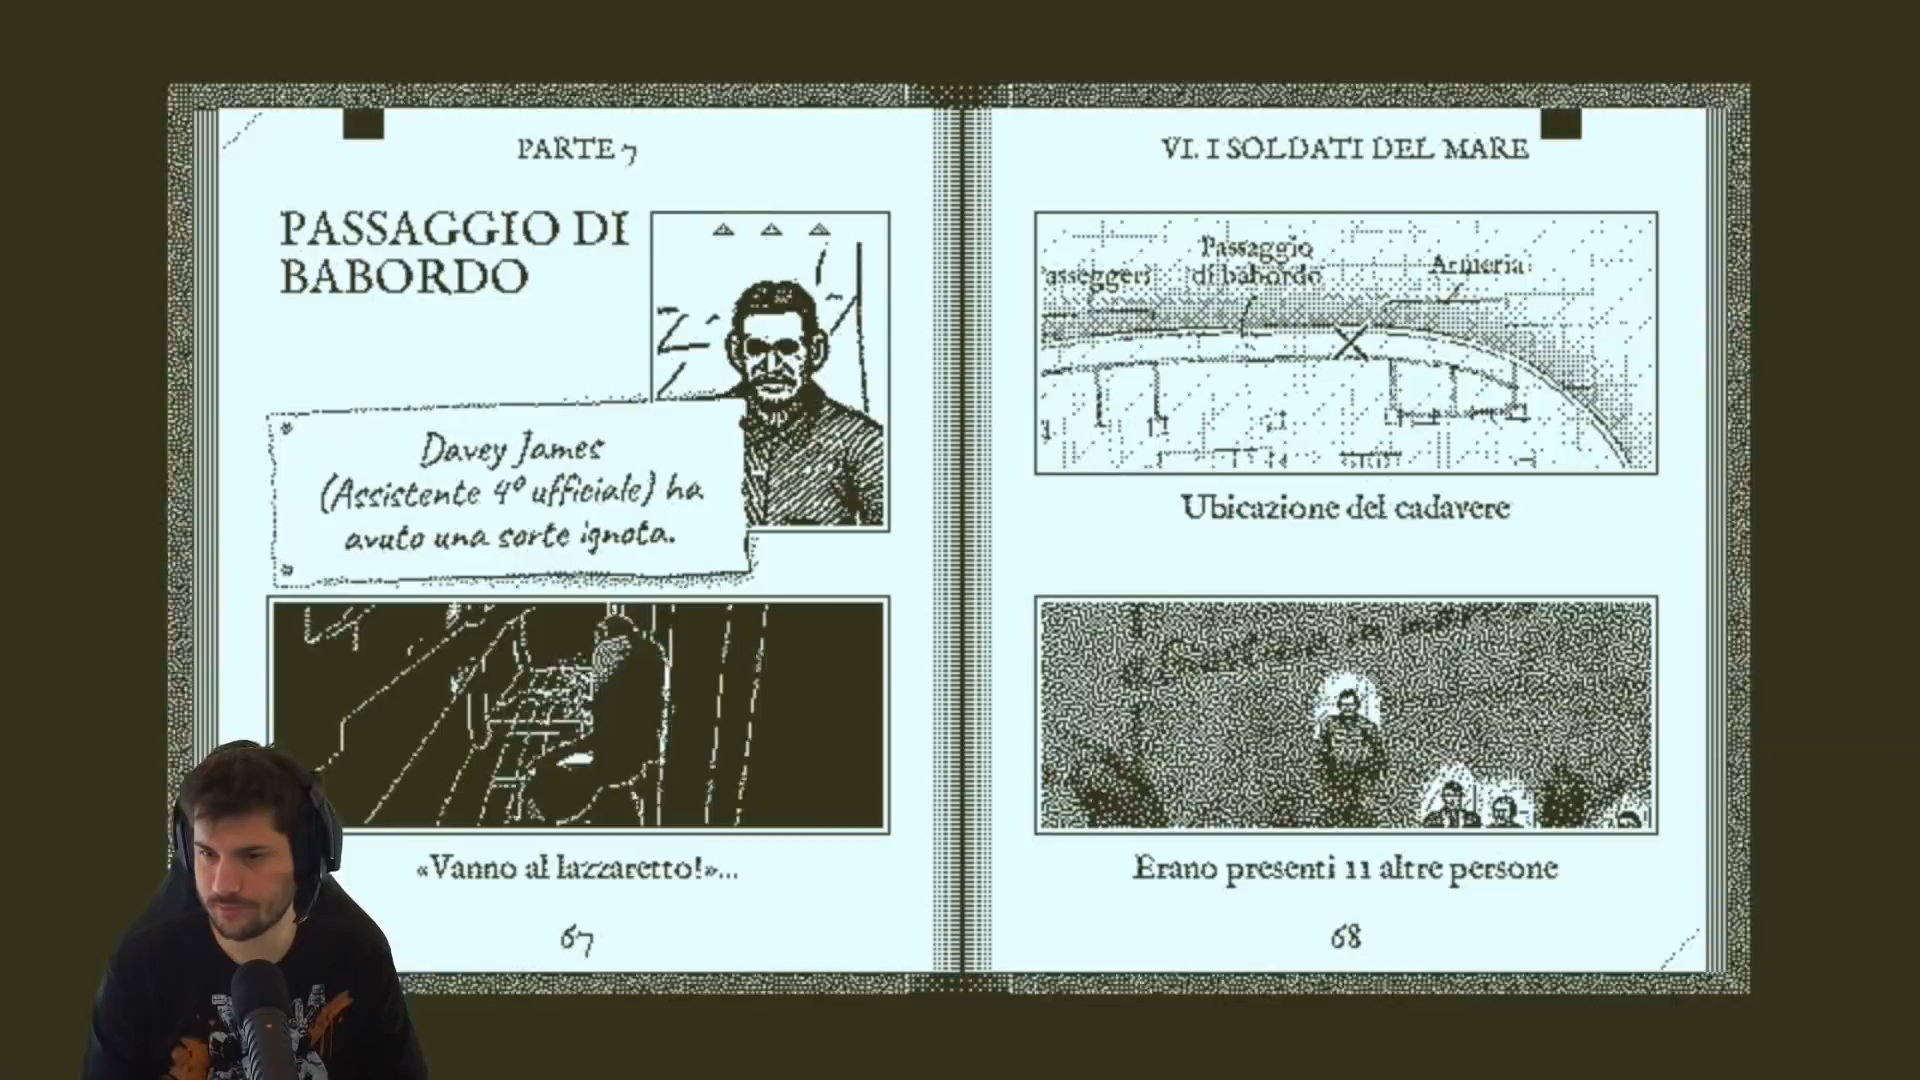 PARTE 7
PASSAGGIO DI
BABORDO
Davey James
(Assistente 4º ufficiale) ha
avuto una sorte ignota.
«Vanno al lazzaretto!»...
67
VI. I SOLDATI DEL MARE
Passaggio
di babordo
asseggeri
Armeria
Ubicazione del cadavere
Erano presenti 11 altre persone
68